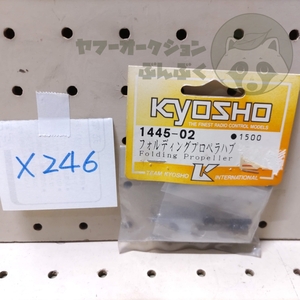 ヤフーオークション
ぶんぶく
KYOSHO
THE FINEST RADIO CONTROL MODELS
1445-02
●1500
フォルディングプロペラハブ
Folding Propeller
X246
TEAM KYOSHO
K
INTERNATIONAL